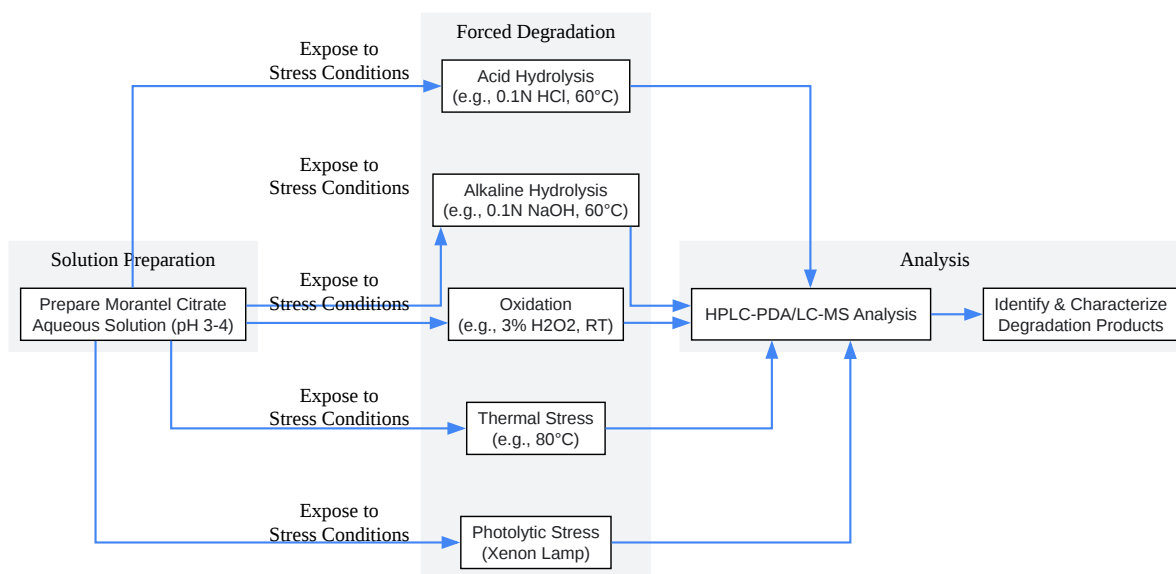 Forced Degradation
Expose to
Stress Conditions
Acid Hydrolysis
(e.g., 0.1N HCl, 60°C)
Expose to
Stress Conditions
Alkaline Hydrolysis
(e.g., 0.1N NaOH, 60°C)
Solution Preparation
Prepare Morantel Citrate
Aqueous Solution (pH 3-4)
Expose to
Stress Conditions
Oxidation
(e.g., 3% H2O2, RT)
Analysis
HPLC-PDA/LC-MS Analysis
Identify & Characterize
Degradation Products
Expose to
Stress Conditions
Thermal Stress
(e.g., 80°C)
Expose to
Stress Conditions
Photolytic Stress
(Xenon Lamp)